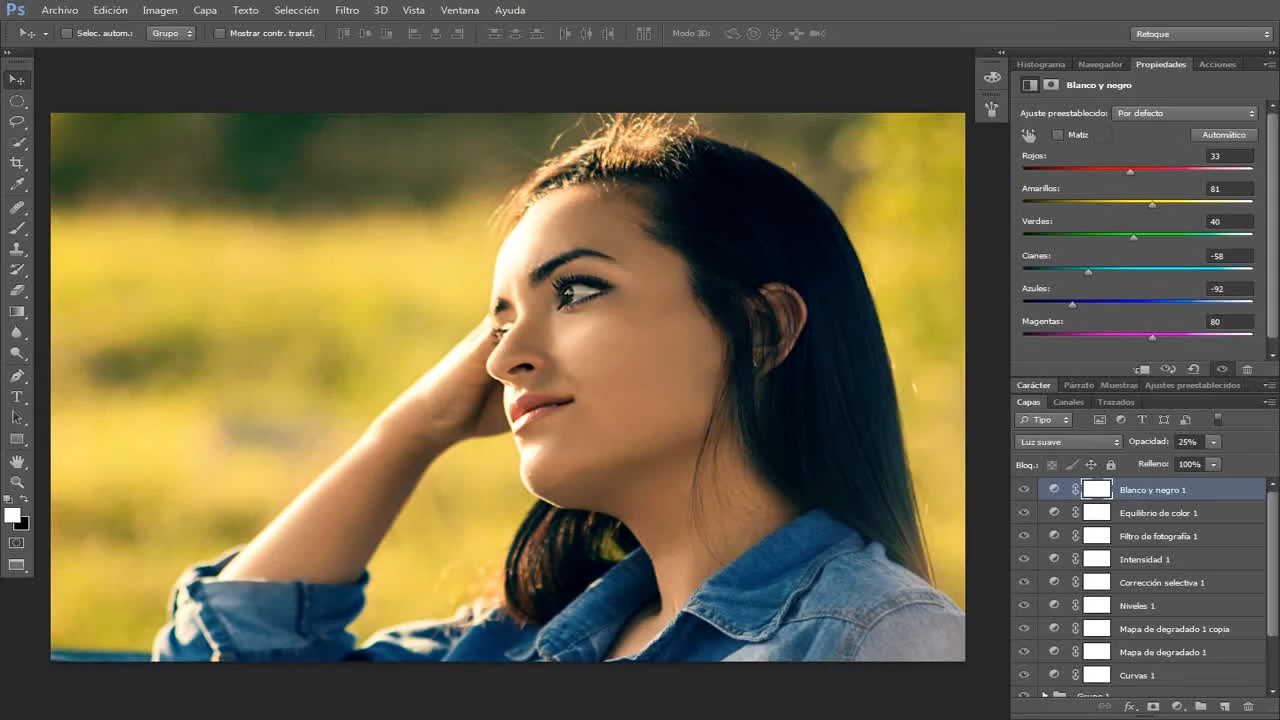 Ps Archivo Edición Imagen Capa Texto Selección Filtro 3D Vista Ventana Ayuda
Selec. autom.: Grupo Mostrar contr. transf. Modo 3D: Retoque
Histograma Navegador Propiedades Acciones
Blanco y negro
Ajuste preestablecido: Por defecto
Matiz Automático
Rojos: 33
Amarillos: 81
Verdes: 40
Cianes: -58
Azules: -92
Magentas: 80
Carácter Párrafo Muestras Ajustes preestablecidos
Capas Canales Trazados
Tipo
Luz suave Opacidad: 25%
Bloq.: Relleno: 100%
Blanco y negro 1
Equilibrio de color 1
Filtro de fotografía 1
Intensidad 1
Corrección selectiva 1
Niveles 1
Mapa de degradado 1 copia
Mapa de degradado 1
Curvas 1
Grupo 1